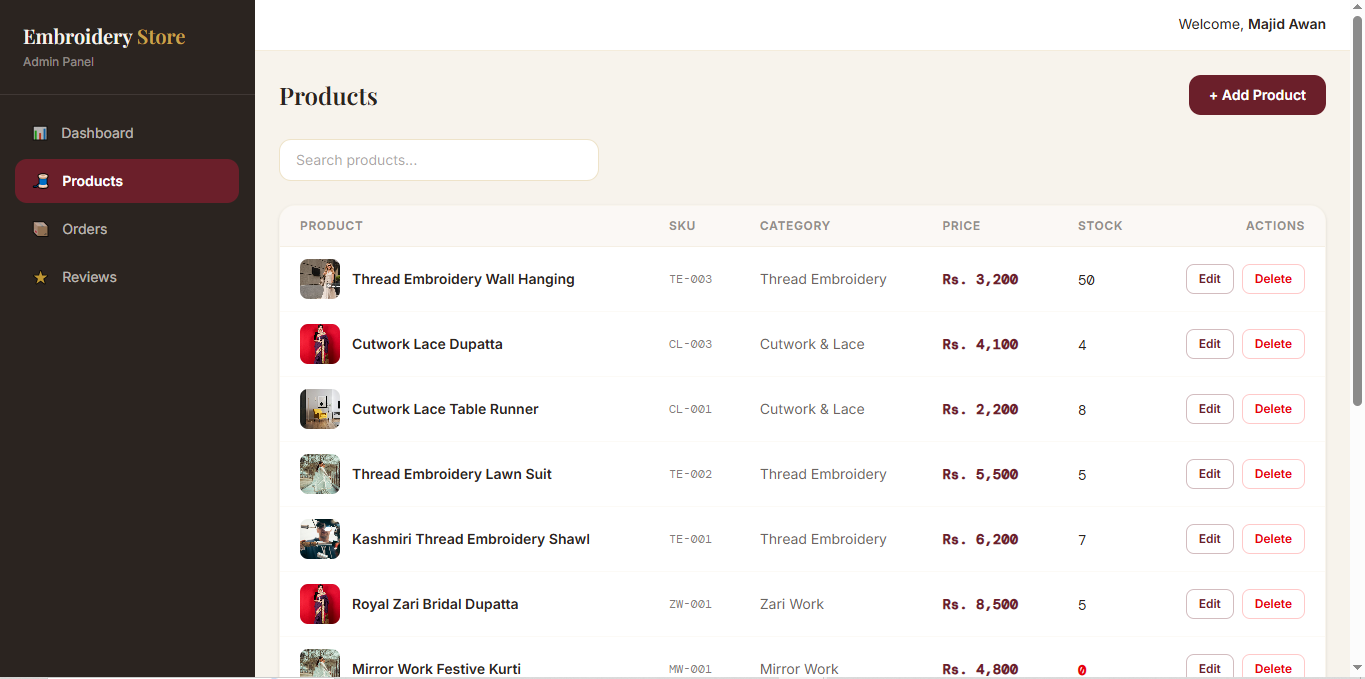 Embroidery Store
Admin Panel
Welcome, Majid Awan
Dashboard
Products
Orders
Reviews
Products
+ Add Product
Search products...
PRODUCT SKU CATEGORY PRICE STOCK ACTIONS
Thread Embroidery Wall Hanging TE-003 Thread Embroidery Rs. 3,200 50 Edit Delete
Cutwork Lace Dupatta CL-003 Cutwork & Lace Rs. 4,100 4 Edit Delete
Cutwork Lace Table Runner CL-001 Cutwork & Lace Rs. 2,200 8 Edit Delete
Thread Embroidery Lawn Suit TE-002 Thread Embroidery Rs. 5,500 5 Edit Delete
Kashmiri Thread Embroidery Shawl TE-001 Thread Embroidery Rs. 6,200 7 Edit Delete
Royal Zari Bridal Dupatta ZW-001 Zari Work Rs. 8,500 5 Edit Delete
Mirror Work Festive Kurti MW-001 Mirror Work Rs. 4,800 0 Edit Delete